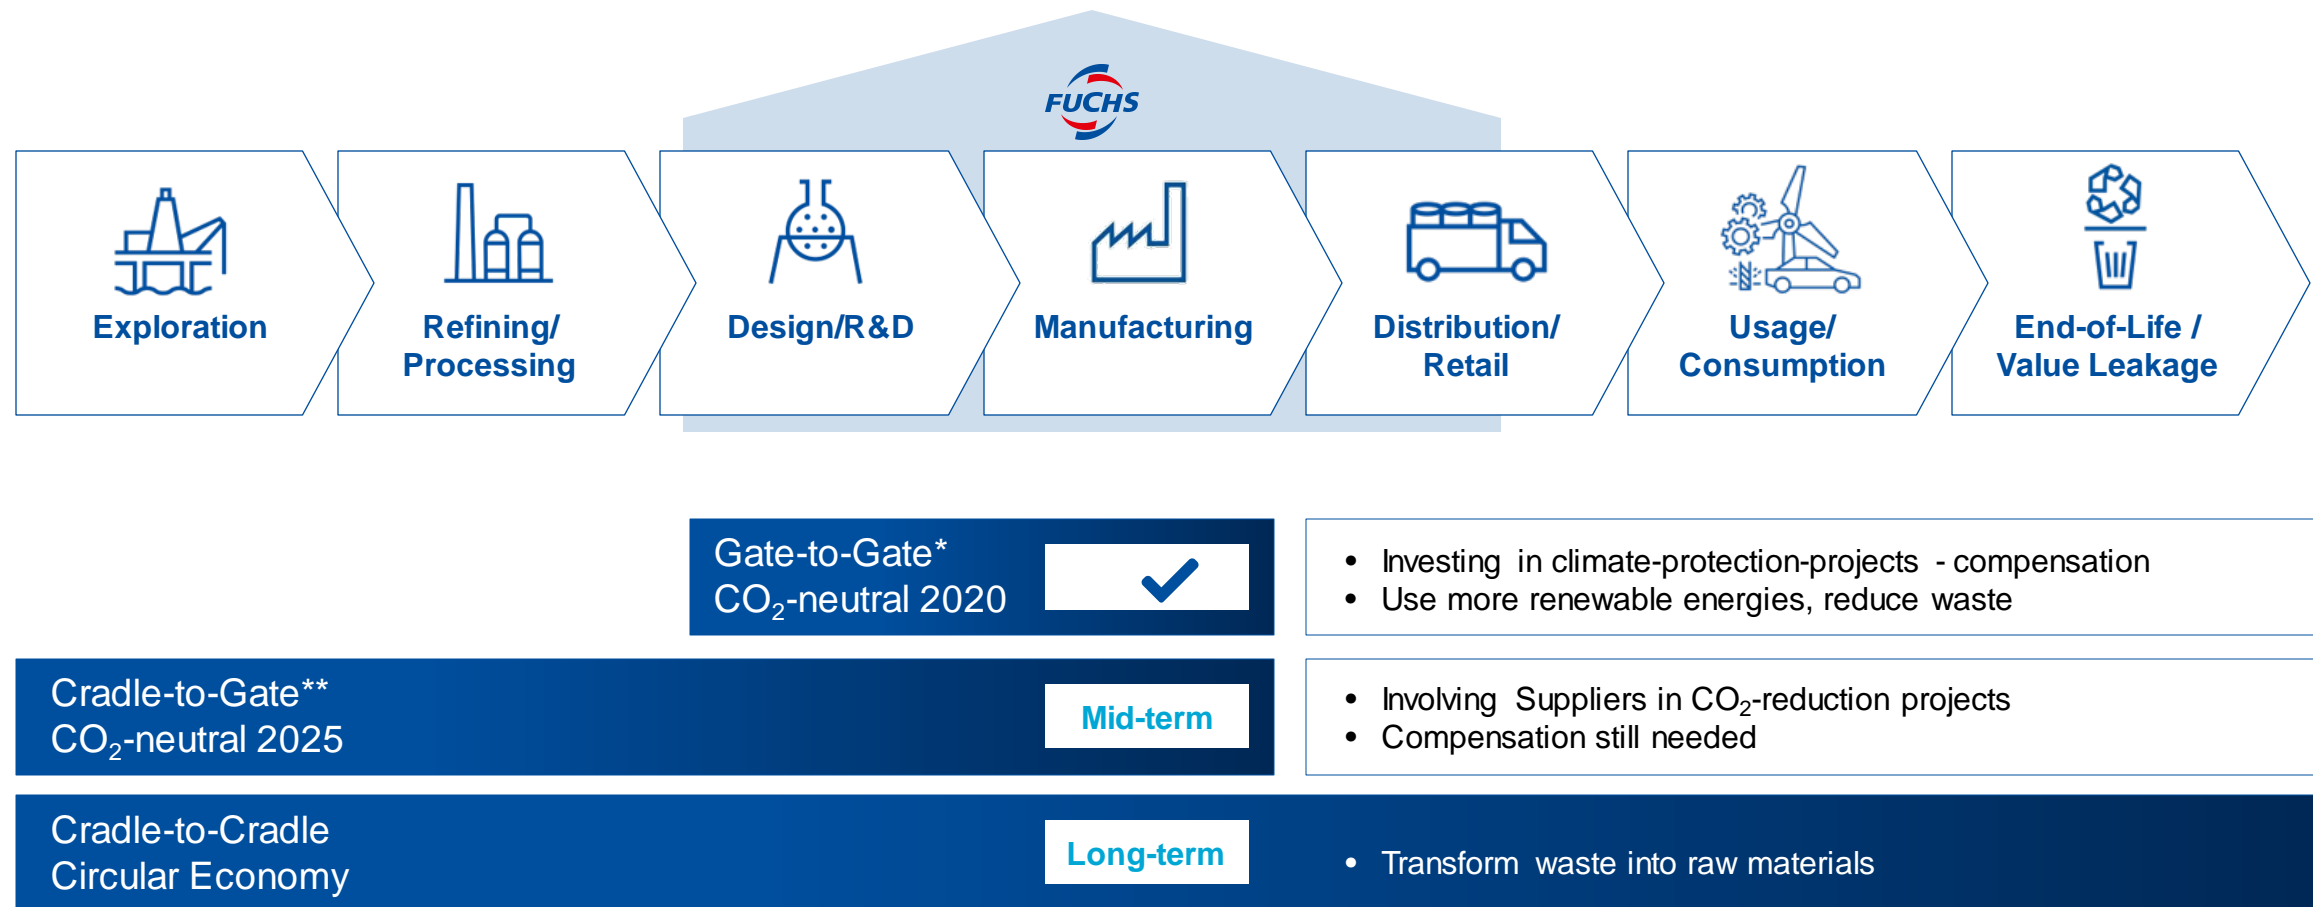 FUCHS
Exploration
Refining/
Processing
Design/R&D
Manufacturing
Distribution/
Retail
Usage/
Consumption
End-of-Life /
Value Leakage
Gate-to-Gate*
CO₂-neutral 2020
• Investing in climate-protection-projects - compensation
• Use more renewable energies, reduce waste
Cradle-to-Gate**
CO₂-neutral 2025
Mid-term
• Involving Suppliers in CO₂-reduction projects
• Compensation still needed
Cradle-to-Cradle
Circular Economy
Long-term
• Transform waste into raw materials